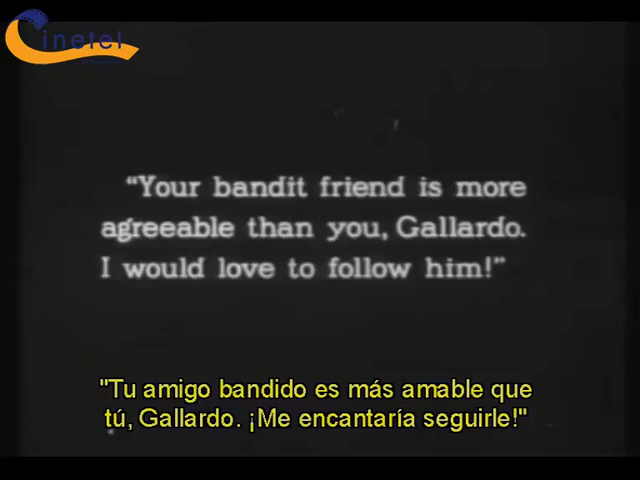 Cinetel
“Your bandit friend is more
agreeable than you, Gallardo.
I would love to follow him!”
"Tu amigo bandido es más amable que
tú, Gallardo. ¡Me encantaría seguirle!"